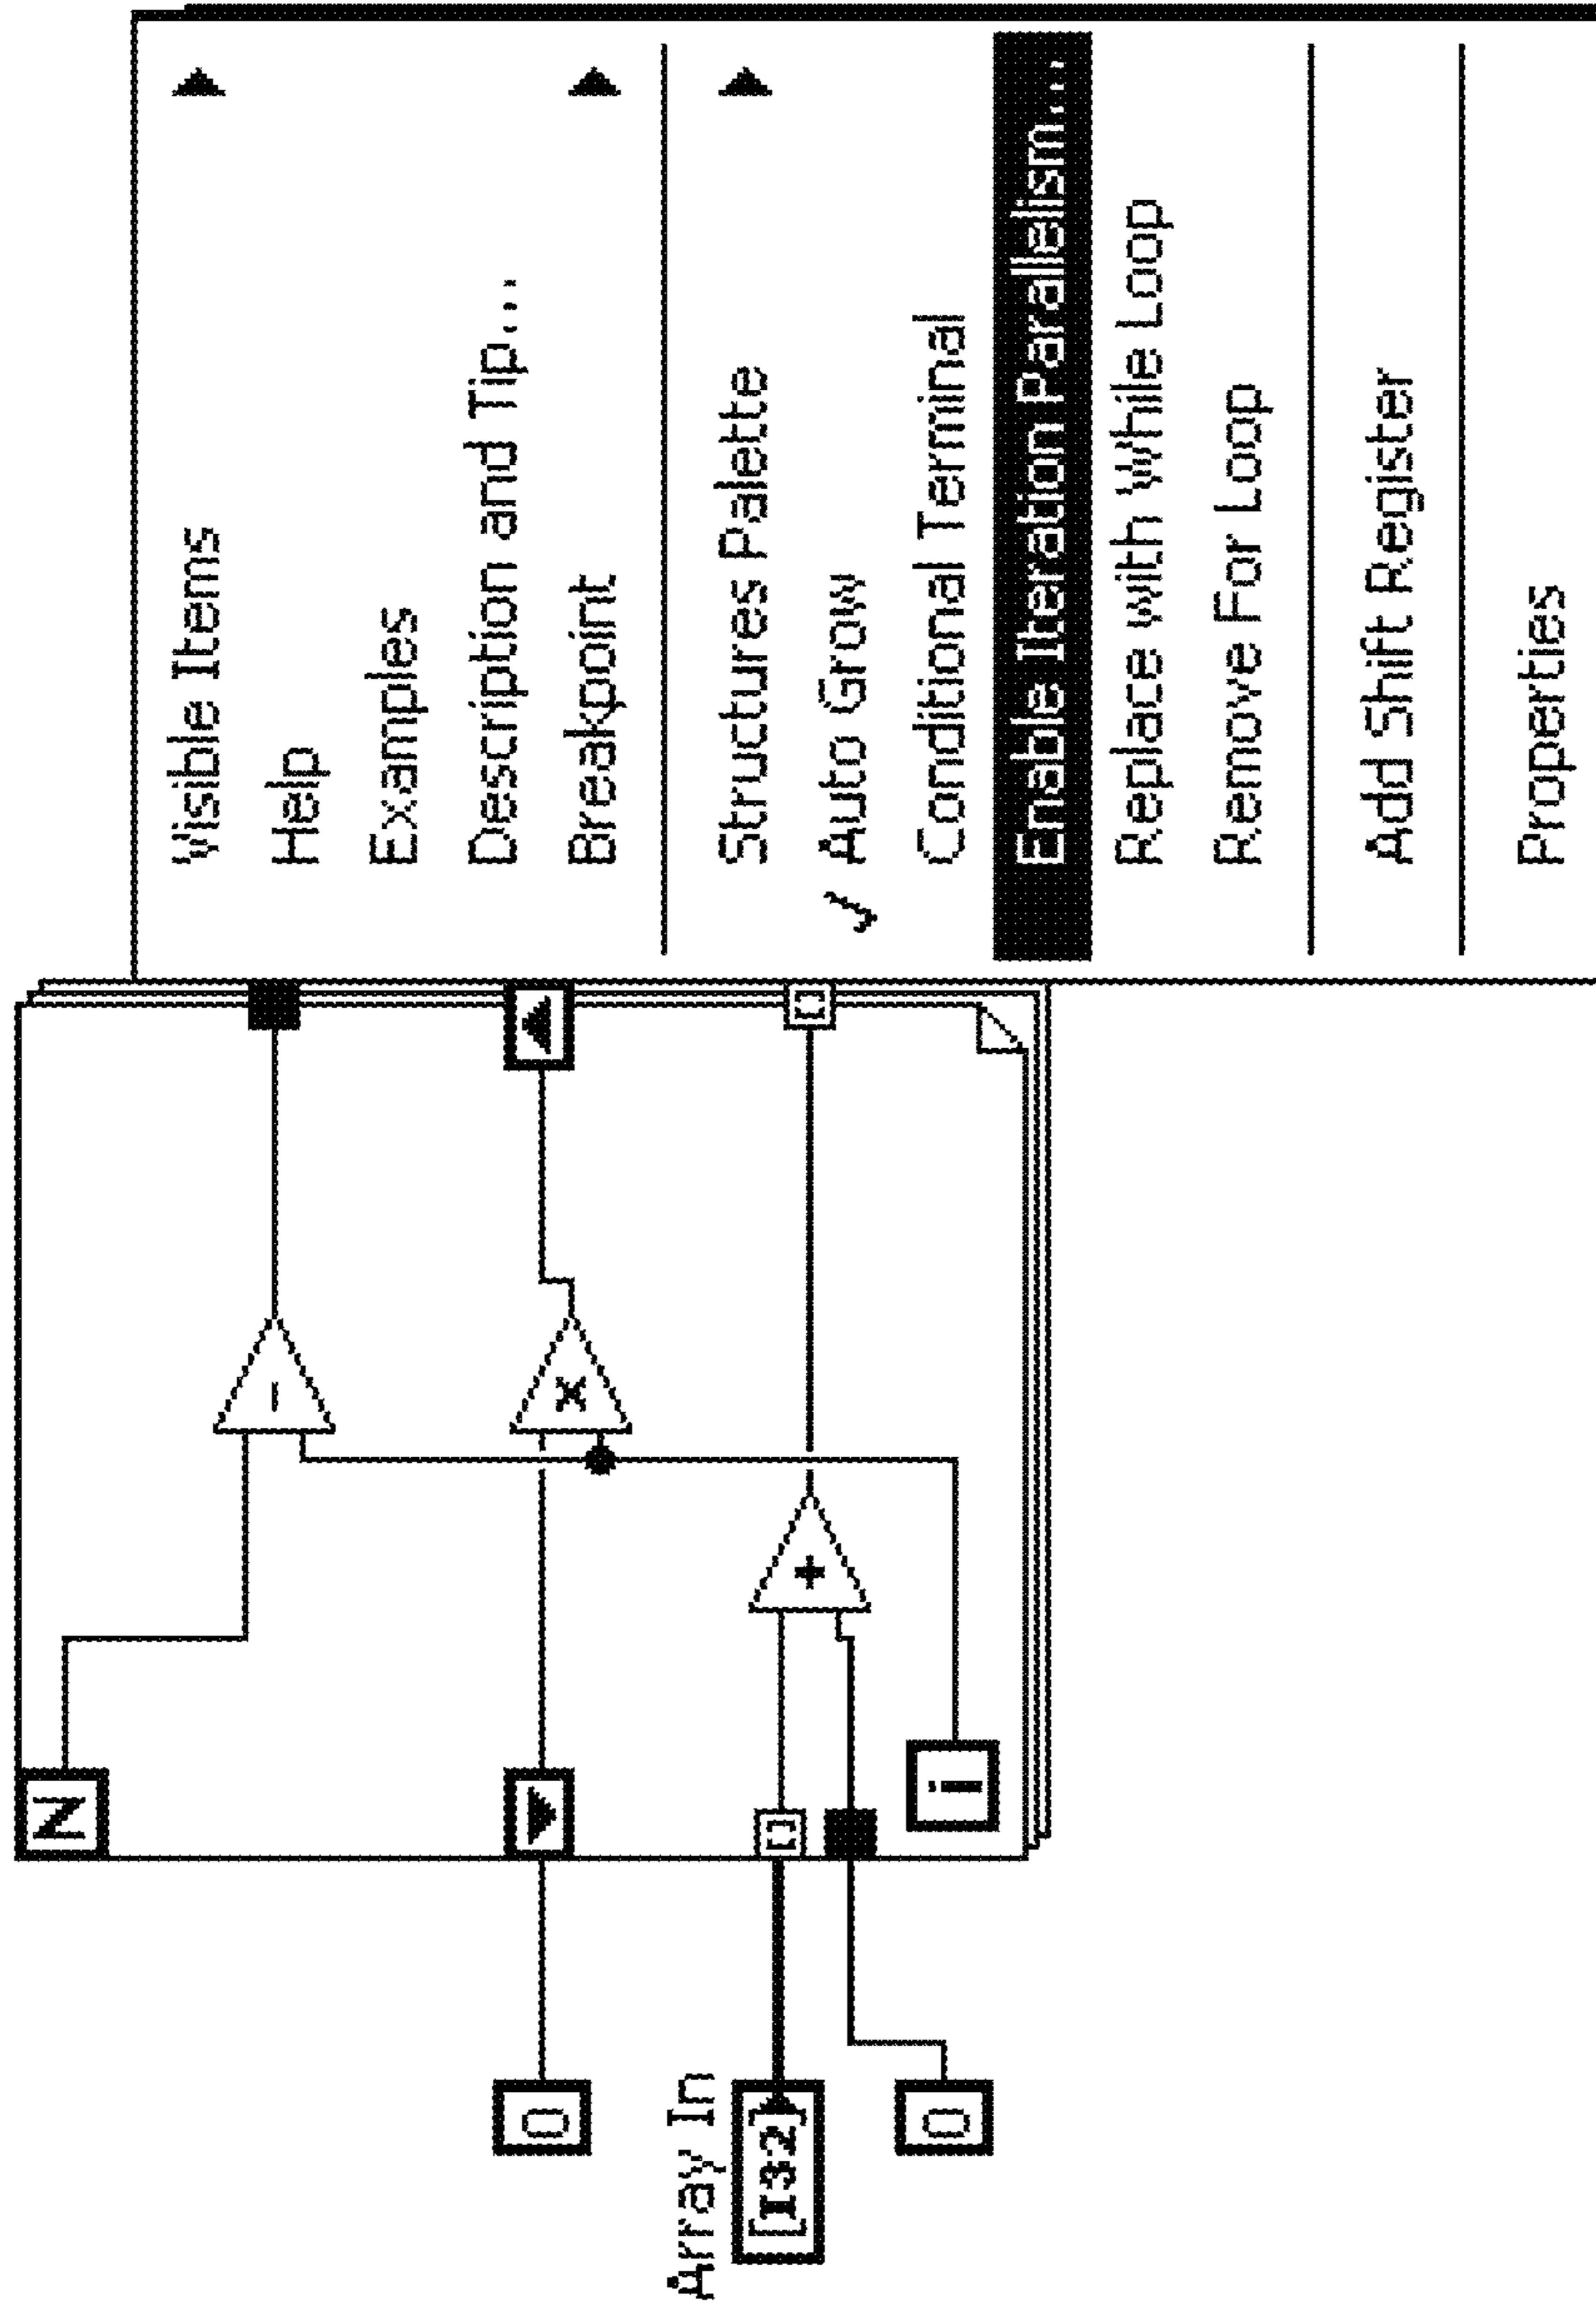 N
0
Array In
[I32]
0
i
-
x
+
Visible Items
Help
Examples
Description and Tip...
Breakpoint
Structures Palette
✓ Auto Grow
Conditional Terminal
Enable Iteration Parallelism...
Replace with While Loop
Remove For Loop
Add Shift Register
Properties